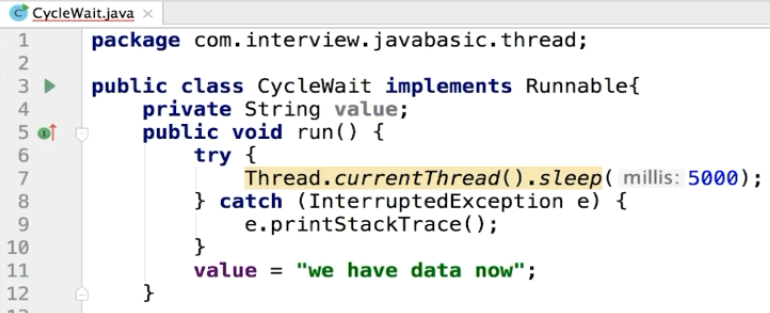 CycleWait.java ×
1 package com.interview.javabasic.thread;
2
3 public class CycleWait implements Runnable{
4     private String value;
5     public void run() {
6         try {
7             Thread.currentThread().sleep( millis: 5000);
8         } catch (InterruptedException e) {
9             e.printStackTrace();
10         }
11         value = "we have data now";
12     }